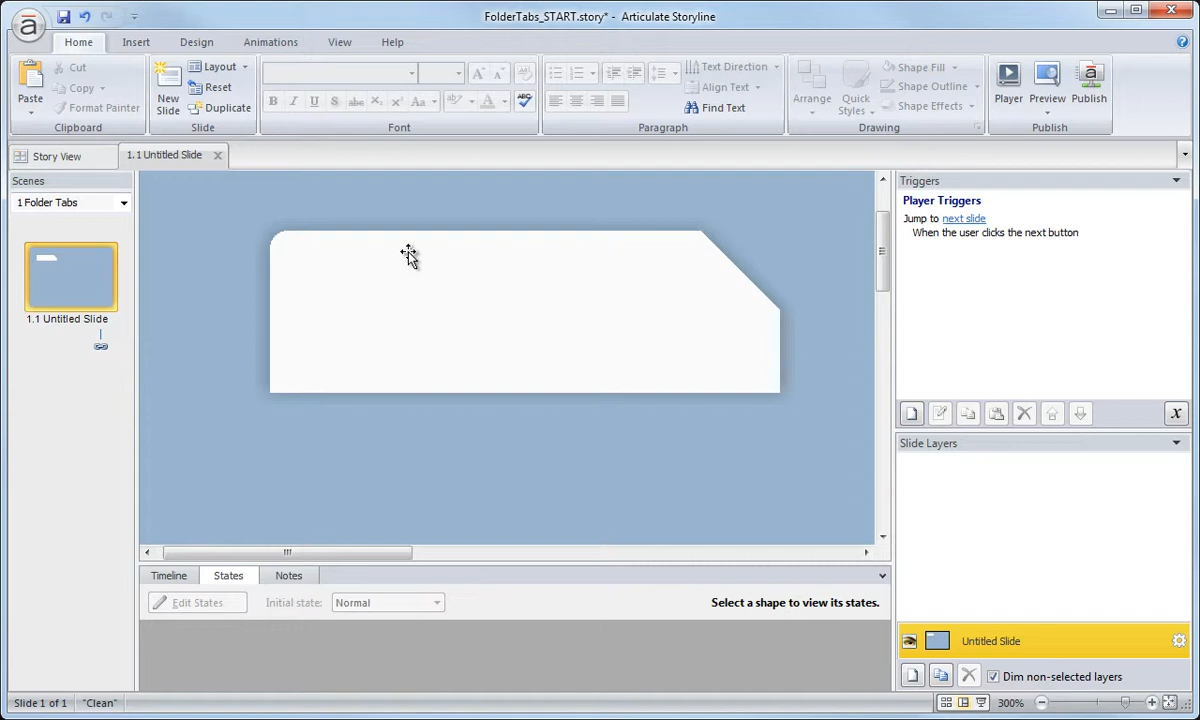 FolderTabs_START.story* - Articulate Storyline
Home Insert Design Animations View Help
Paste
Cut
Copy
Format Painter
Clipboard
New Slide
Layout
Reset
Duplicate
Slide
B I U S abc X₂ X² Aa A
Font
Text Direction
Align Text
Find Text
Paragraph
Arrange
Quick Styles
Shape Fill
Shape Outline
Shape Effects
Drawing
Player Preview Publish
Publish
Story View 1.1 Untitled Slide
Scenes
1 Folder Tabs
1.1 Untitled Slide
Triggers
Player Triggers
Jump to next slide
When the user clicks the next button
Slide Layers
Timeline States Notes
Edit States Initial state: Normal Select a shape to view its states.
Untitled Slide
Dim non-selected layers
Slide 1 of 1 "Clean" 300%